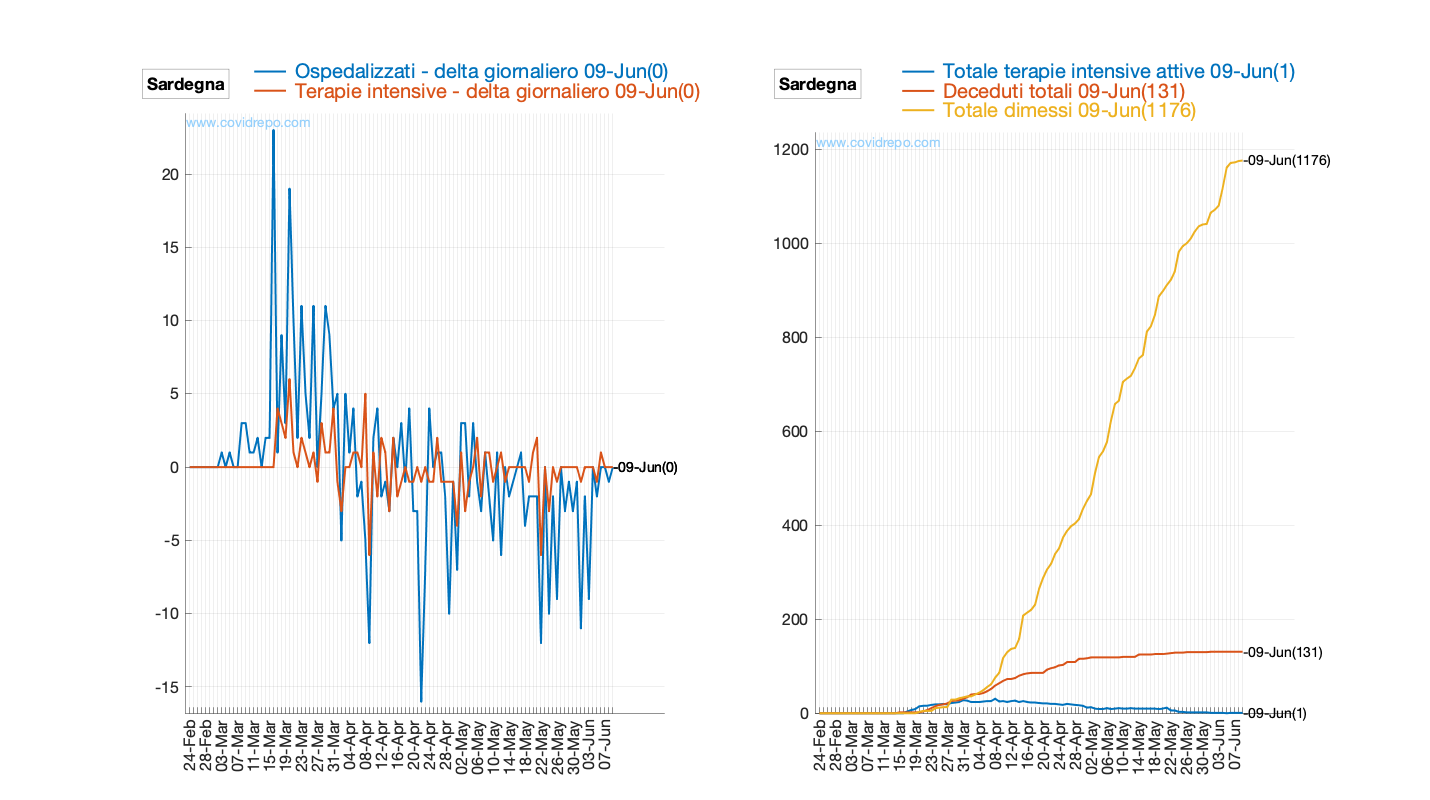 Sardegna
Ospedalizzati - delta giornaliero 09-Jun(0)
Terapie intensive - delta giornaliero 09-Jun(0)
www.covidrepo.com
20
15
10
5
0
-5
-10
-15
-09-Jun(0)
24-Feb
28-Feb
03-Mar
07-Mar
11-Mar
15-Mar
19-Mar
23-Mar
27-Mar
31-Mar
04-Apr
08-Apr
12-Apr
16-Apr
20-Apr
24-Apr
28-Apr
02-May
06-May
10-May
14-May
18-May
22-May
26-May
30-May
03-Jun
07-Jun
Sardegna
Totale terapie intensive attive 09-Jun(1)
Deceduti totali 09-Jun(131)
Totale dimessi 09-Jun(1176)
www.covidrepo.com
1200
1000
800
600
400
200
0
-09-Jun(1176)
-09-Jun(131)
-09-Jun(1)
24-Feb
28-Feb
03-Mar
07-Mar
11-Mar
15-Mar
19-Mar
23-Mar
27-Mar
31-Mar
04-Apr
08-Apr
12-Apr
16-Apr
20-Apr
24-Apr
28-Apr
02-May
06-May
10-May
14-May
18-May
22-May
26-May
30-May
03-Jun
07-Jun